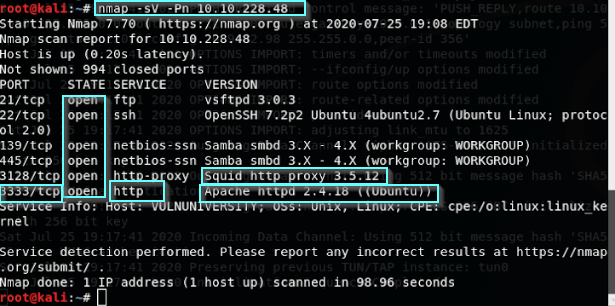 root@kali:~# nmap -sV -Pn 10.10.228.48
Starting Nmap 7.70 ( https://nmap.org ) at 2020-07-25 19:08 EDT
Nmap scan report for 10.10.228.48
Host is up (0.20s latency).
Not shown: 994 closed ports
PORT STATE SERVICE VERSION
21/tcp open ftp vsftpd 3.0.3
22/tcp open ssh OpenSSH 7.2p2 Ubuntu 4ubuntu2.7 (Ubuntu Linux; protoc
ol 2.0)
139/tcp open netbios-ssn Samba smbd 3.X - 4.X (workgroup: WORKGROUP)
445/tcp open netbios-ssn Samba smbd 3.X - 4.X (workgroup: WORKGROUP)
3128/tcp open http-proxy Squid http proxy 3.5.12
3333/tcp open http Apache httpd 2.4.18 ((Ubuntu))
Service Info: Host: VULNUNIVERSITY; OSs: Unix, Linux; CPE: cpe:/o:linux:linux_ke
rnel
Service detection performed. Please report any incorrect results at https://nmap
.org/submit/ .
Nmap done: 1 IP address (1 host up) scanned in 98.96 seconds
root@kali:~#